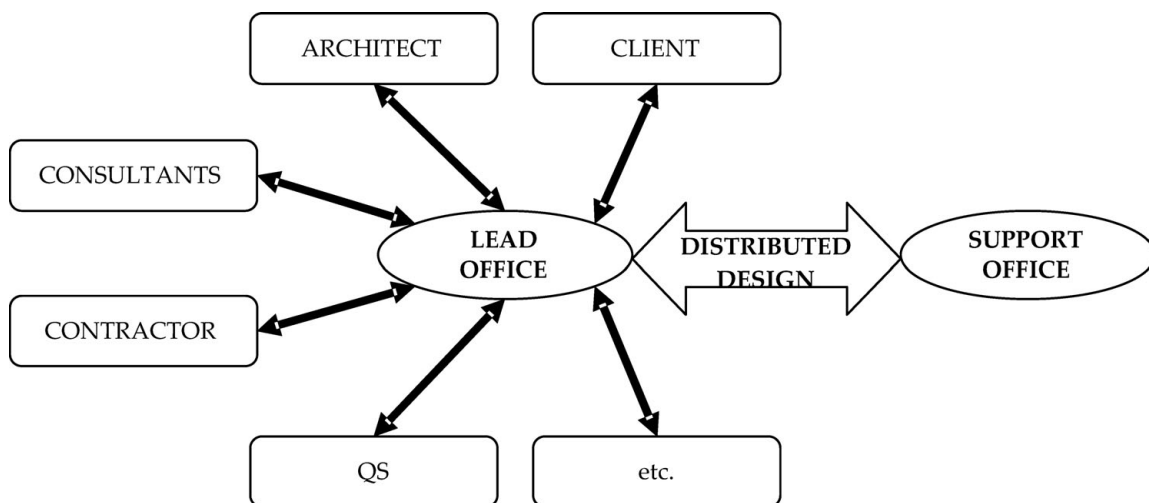 ARCHITECT
CLIENT
CONSULTANTS
LEAD
OFFICE
DISTRIBUTED
DESIGN
SUPPORT
OFFICE
CONTRACTOR
QS
etc.